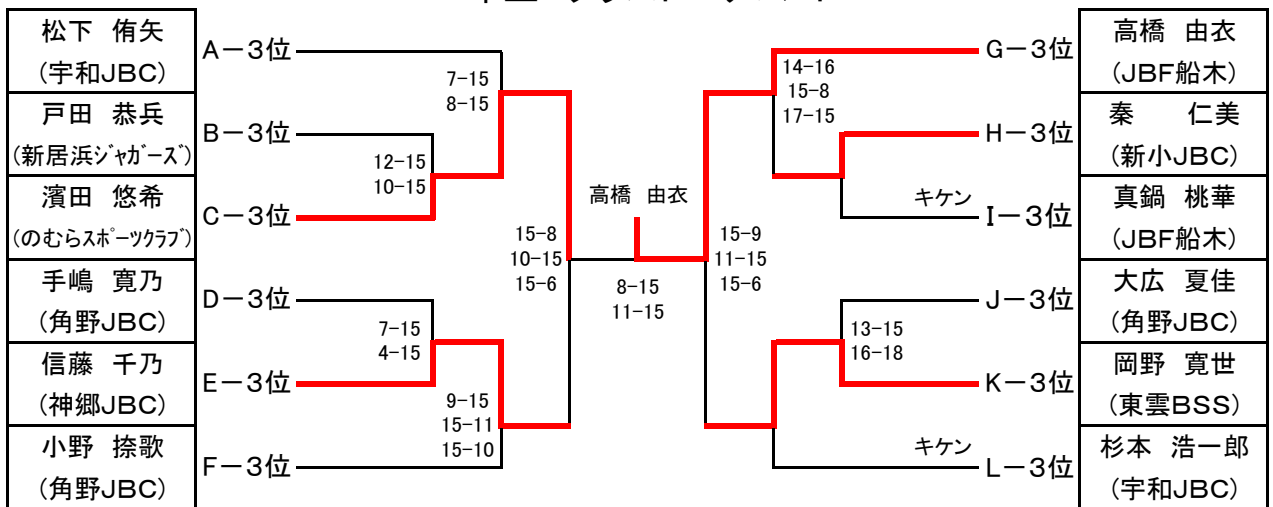 松下 侑矢
(宇和JBC)
戸田 恭兵
(新居浜ジャガーズ)
濱田 悠希
(のむらスポーツクラブ)
手嶋 寛乃
(角野JBC)
信藤 千乃
(神郷JBC)
小野 捺歌
(角野JBC)
A-3位
B-3位
C-3位
D-3位
E-3位
F-3位
7-15
8-15
12-15
10-15
7-15
4-15
9-15
15-11
15-10
15-8
10-15
15-6
高橋 由衣
8-15
11-15
15-9
11-15
15-6
14-16
15-8
17-15
キケン
13-15
16-18
キケン
G-3位
H-3位
I-3位
J-3位
K-3位
L-3位
高橋 由衣
(JBF船木)
秦 仁美
(新小JBC)
真鍋 桃華
(JBF船木)
大広 夏佳
(角野JBC)
岡野 寛世
(東雲BSS)
杉本 浩一郎
(宇和JBC)